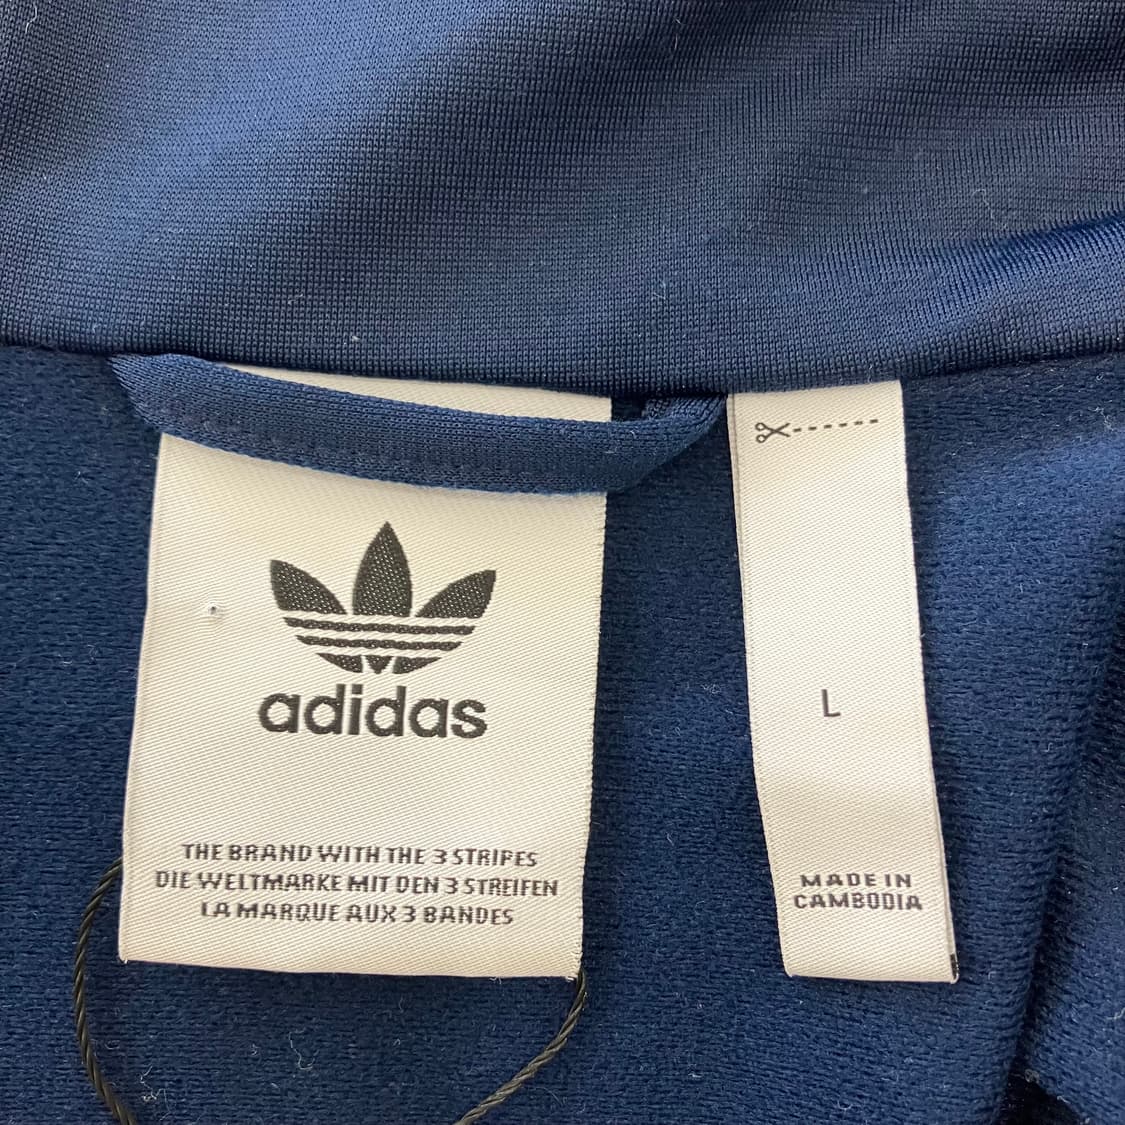 adidas
THE BRAND WITH THE 3 STRIPES
DIE WELTMARKE MIT DEN 3 STREIFEN
LA MARQUE AUX 3 BANDES
L
MADE IN
CAMBODIA